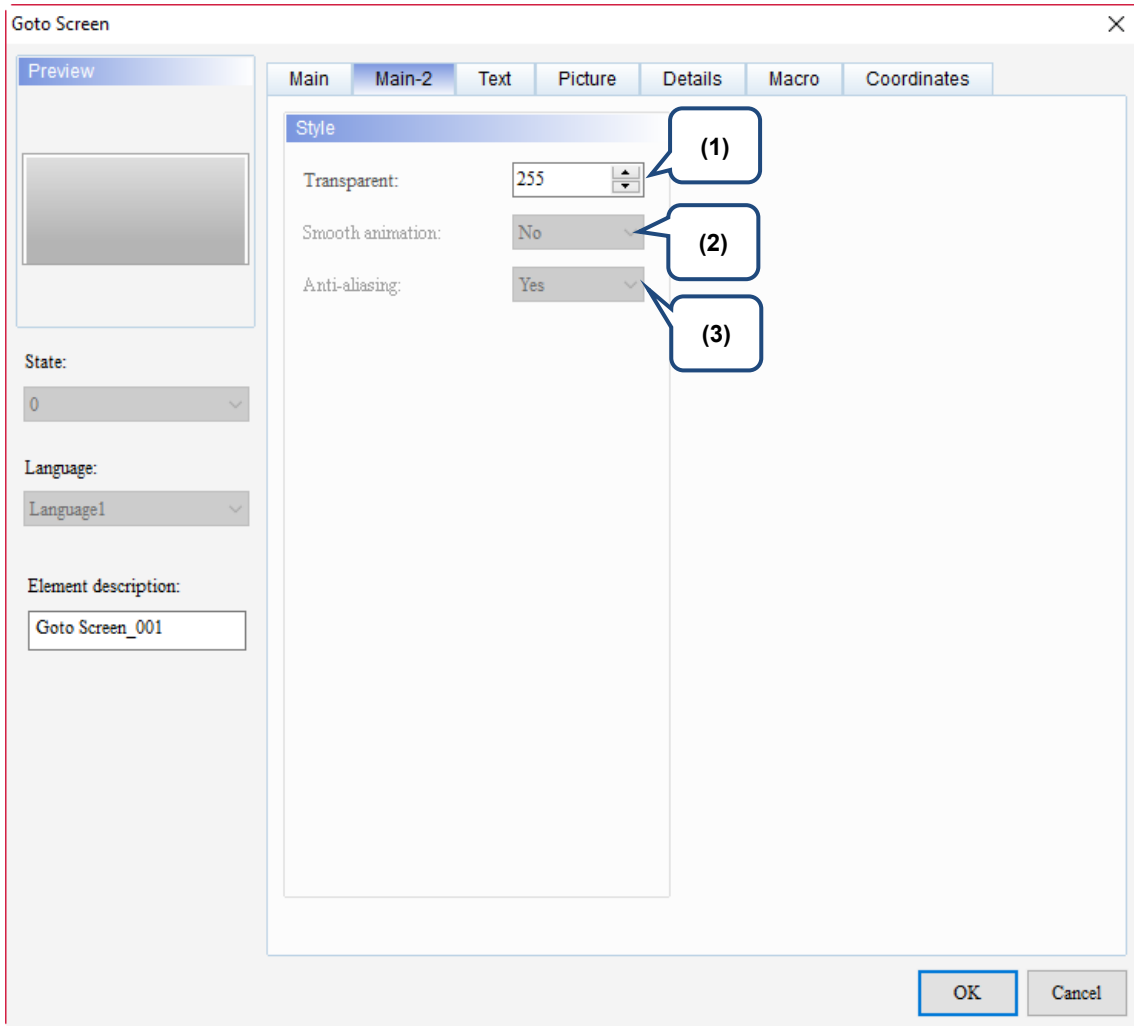 Goto Screen
Preview
Main Main-2 Text Picture Details Macro Coordinates
Style
Transparent: 255 (1)
Smooth animation: No (2)
Anti-aliasing: Yes (3)
State:
0
Language:
Language1
Element description:
Goto Screen_001
OK Cancel